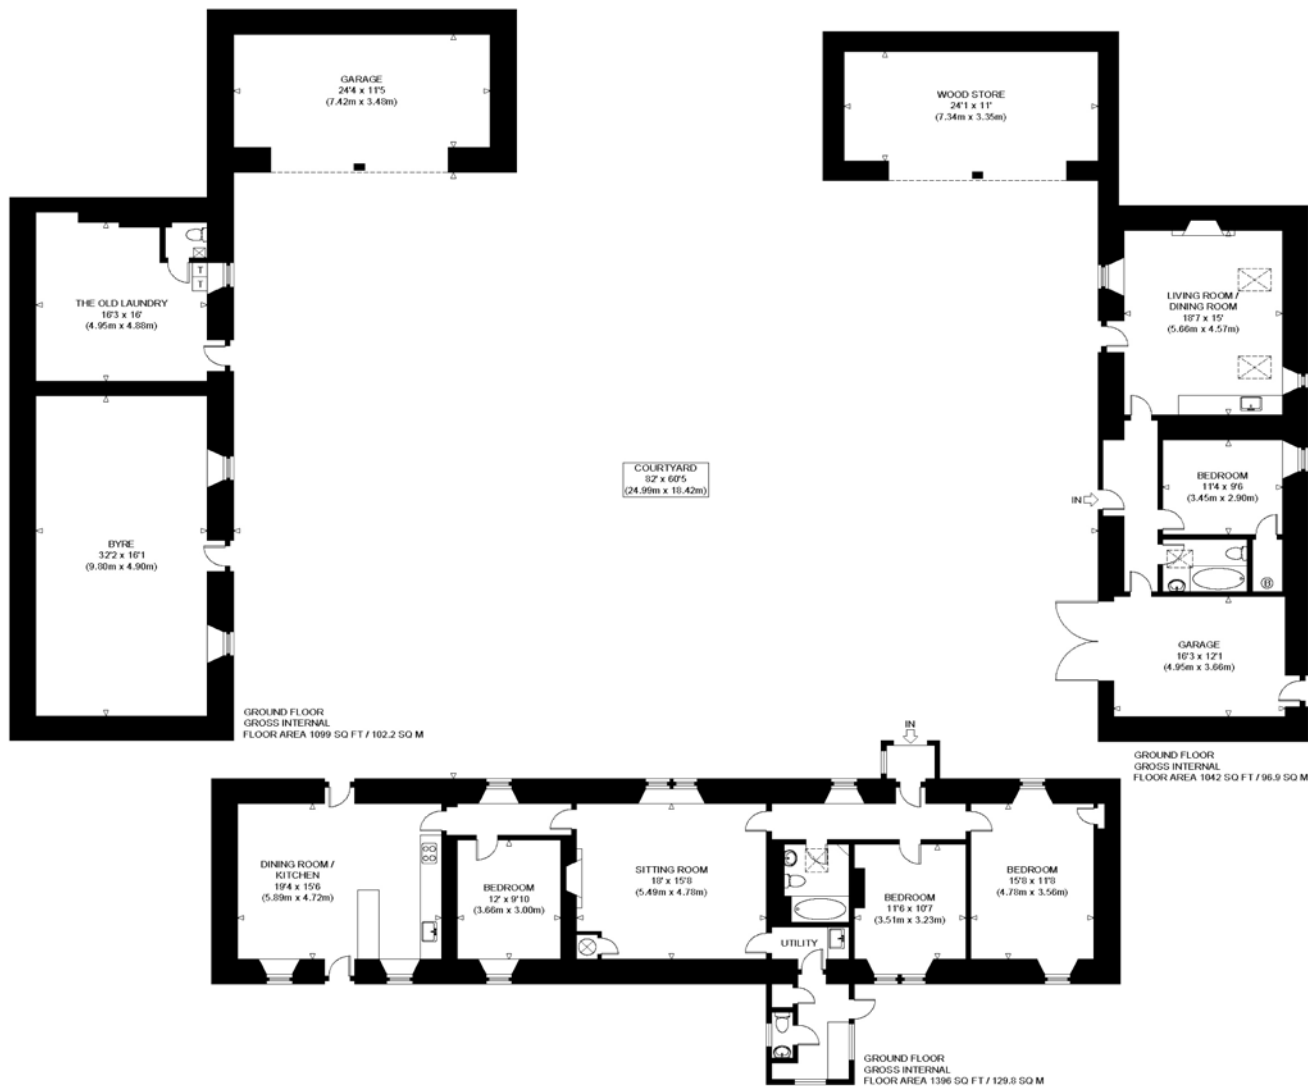 GARAGE
24'4 x 11'5
(7.42m x 3.48m)
WOOD STORE
24'1 x 11'
(7.34m x 3.35m)
T
T
THE OLD LAUNDRY
16'3 x 16'
(4.95m x 4.88m)
LIVING ROOM /
DINING ROOM
18'7 x 15'
(5.66m x 4.57m)
COURTYARD
82' x 60'5
(24.99m x 18.42m)
BEDROOM
11'4 x 9'6
(3.45m x 2.90m)
IN
BYRE
32'2 x 16'1
(9.80m x 4.90m)
B
GARAGE
16'3 x 12'1
(4.95m x 3.66m)
GROUND FLOOR
GROSS INTERNAL
FLOOR AREA 1099 SQ FT / 102.2 SQ M
IN
GROUND FLOOR
GROSS INTERNAL
FLOOR AREA 1042 SQ FT / 96.9 SQ M
DINING ROOM /
KITCHEN
19'4 x 15'6
(5.89m x 4.72m)
BEDROOM
12' x 9'10
(3.66m x 3.00m)
SITTING ROOM
18' x 15'8
(5.49m x 4.78m)
BEDROOM
11'6 x 10'7
(3.51m x 3.23m)
BEDROOM
15'8 x 11'8
(4.78m x 3.56m)
UTILITY
GROUND FLOOR
GROSS INTERNAL
FLOOR AREA 1396 SQ FT / 129.8 SQ M